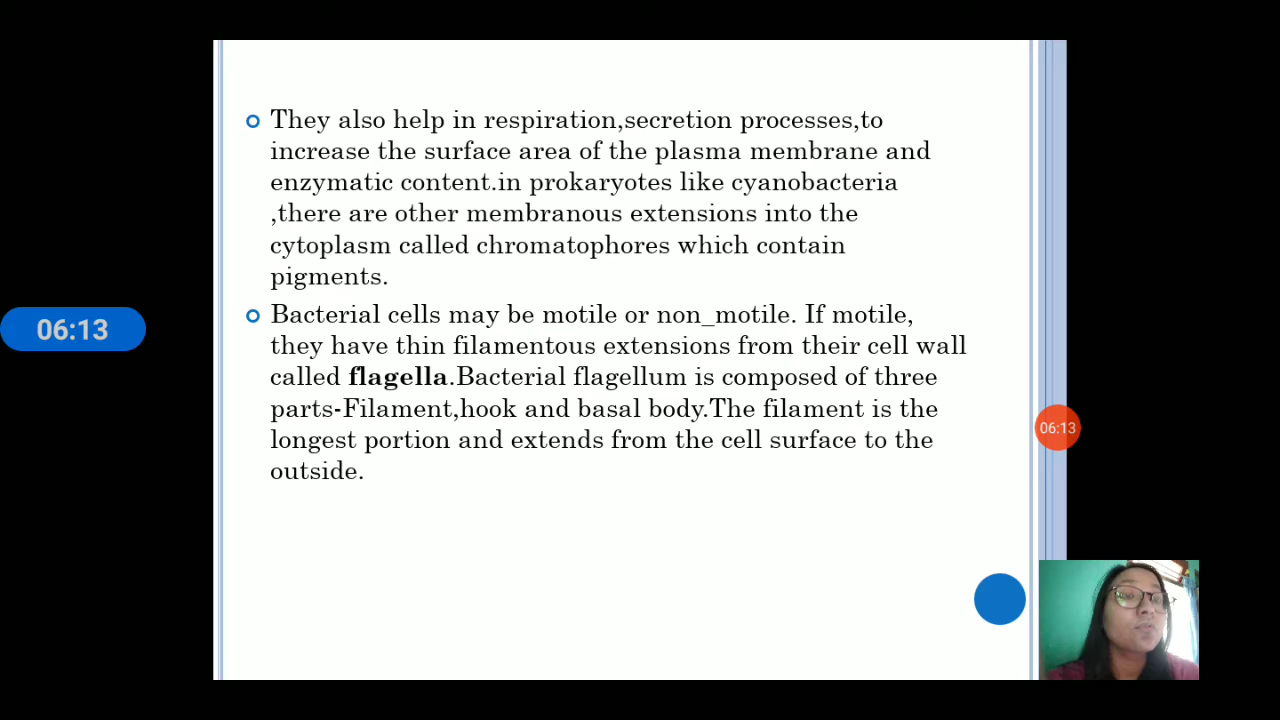 They also help in respiration,secretion processes,to
increase the surface area of the plasma membrane and
enzymatic content.in prokaryotes like cyanobacteria
,there are other membranous extensions into the
cytoplasm called chromatophores which contain
pigments.
Bacterial cells may be motile or non_motile. If motile,
they have thin filamentous extensions from their cell wall
called flagella.Bacterial flagellum is composed of three
parts-Filament,hook and basal body.The filament is the
longest portion and extends from the cell surface to the
outside.
06:13
06:13